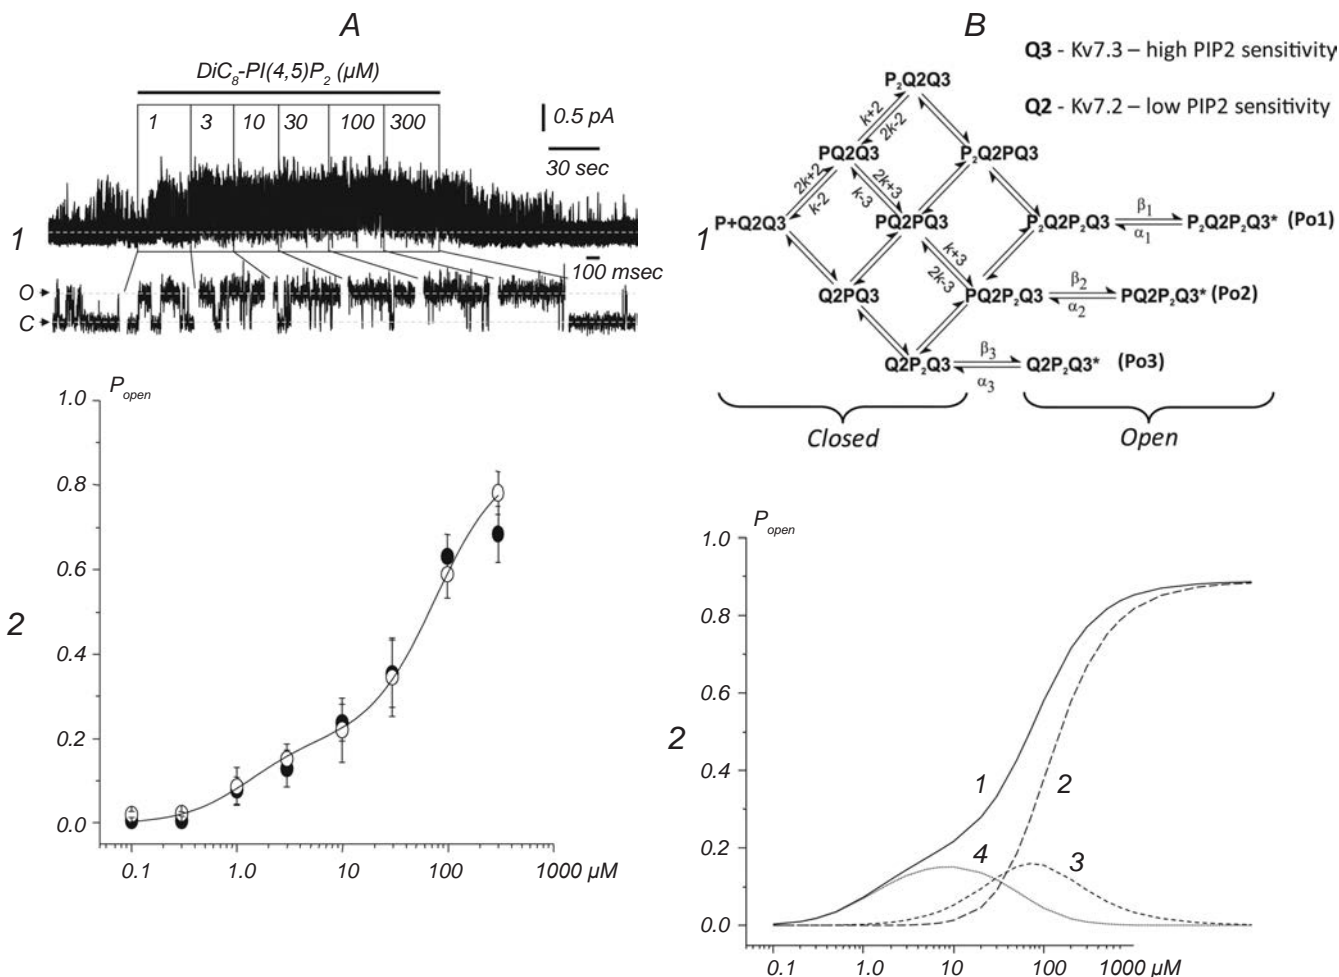 A
DiC₈-PI(4,5)P₂ (µM)
1 3 10 30 100 300
0.5 pA
30 sec
1
100 msec
O
C
P_open
1.0
0.8
0.6
0.4
0.2
0.0
2
0.1 1.0 10 100 1000 µM
B
Q3 - Kv7.3 – high PIP2 sensitivity
Q2 - Kv7.2 – low PIP2 sensitivity
P₂Q2Q3
k+2
2k-2
PQ2Q3 P₂Q2PQ3
2k+2
k-2
2k+3
k-3
1
P+Q2Q3 PQ2PQ3 P₂Q2P₂Q3 β₁ α₁ P₂Q2P₂Q3* (Po1)
k+3
2k-3
Q2PQ3 PQ2P₂Q3 β₂ α₂ PQ2P₂Q3* (Po2)
Q2P₂Q3 β₃ α₃ Q2P₂Q3* (Po3)
Closed Open
P_open
1.0
0.8
0.6
0.4
0.2
0.0
2
1
2
3
4
0.1 1.0 10 100 1000 µM